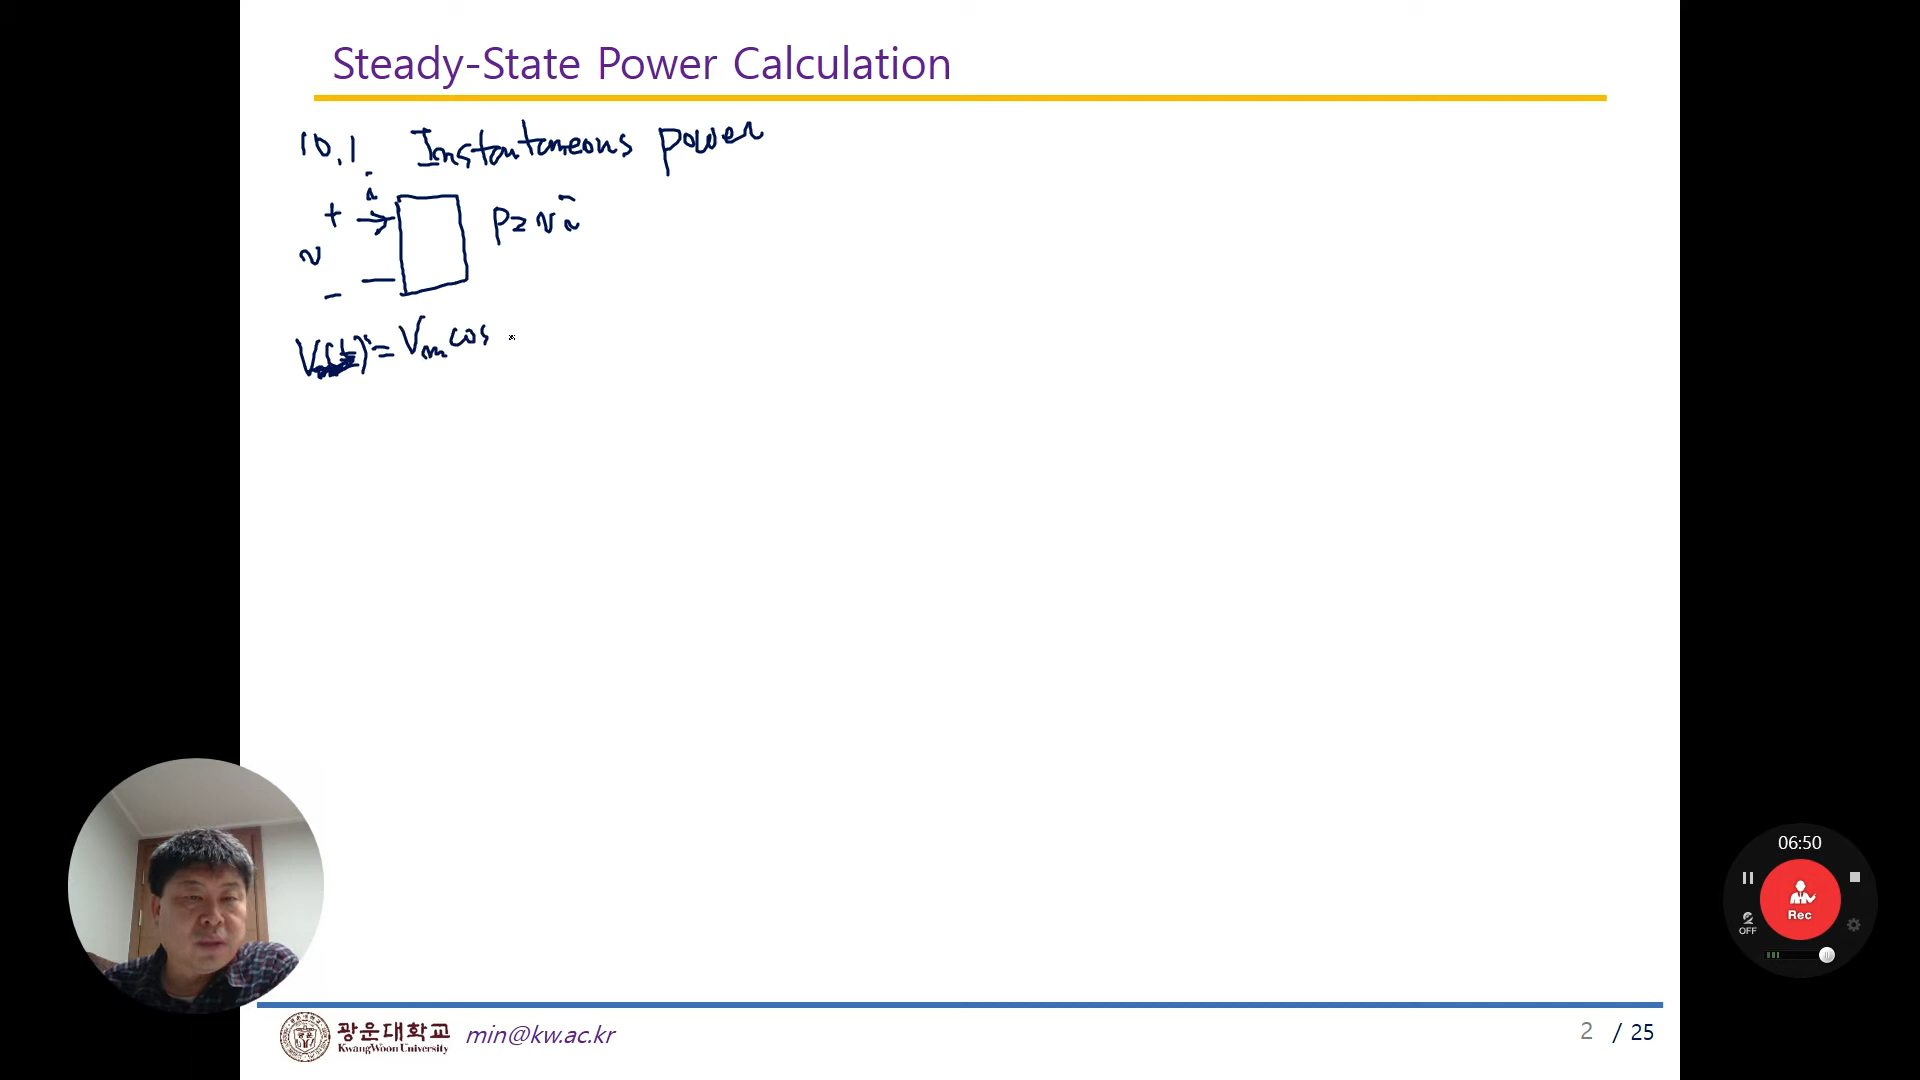 Steady-State Power Calculation
10.1 Instantaneous power
+ i
v
-
p = vi
V(t) = Vm cos
06:50
Rec
OFF
광운대학교
KwangWoon University
min@kw.ac.kr
2 / 25